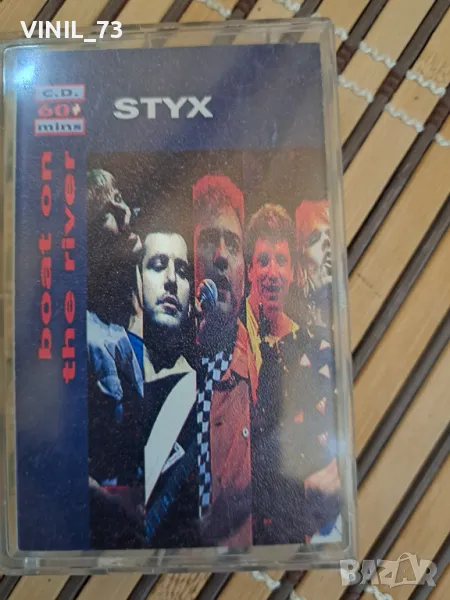 VINIL_73
C.D.
60+
mins
STYX
boat on
the river
bazar